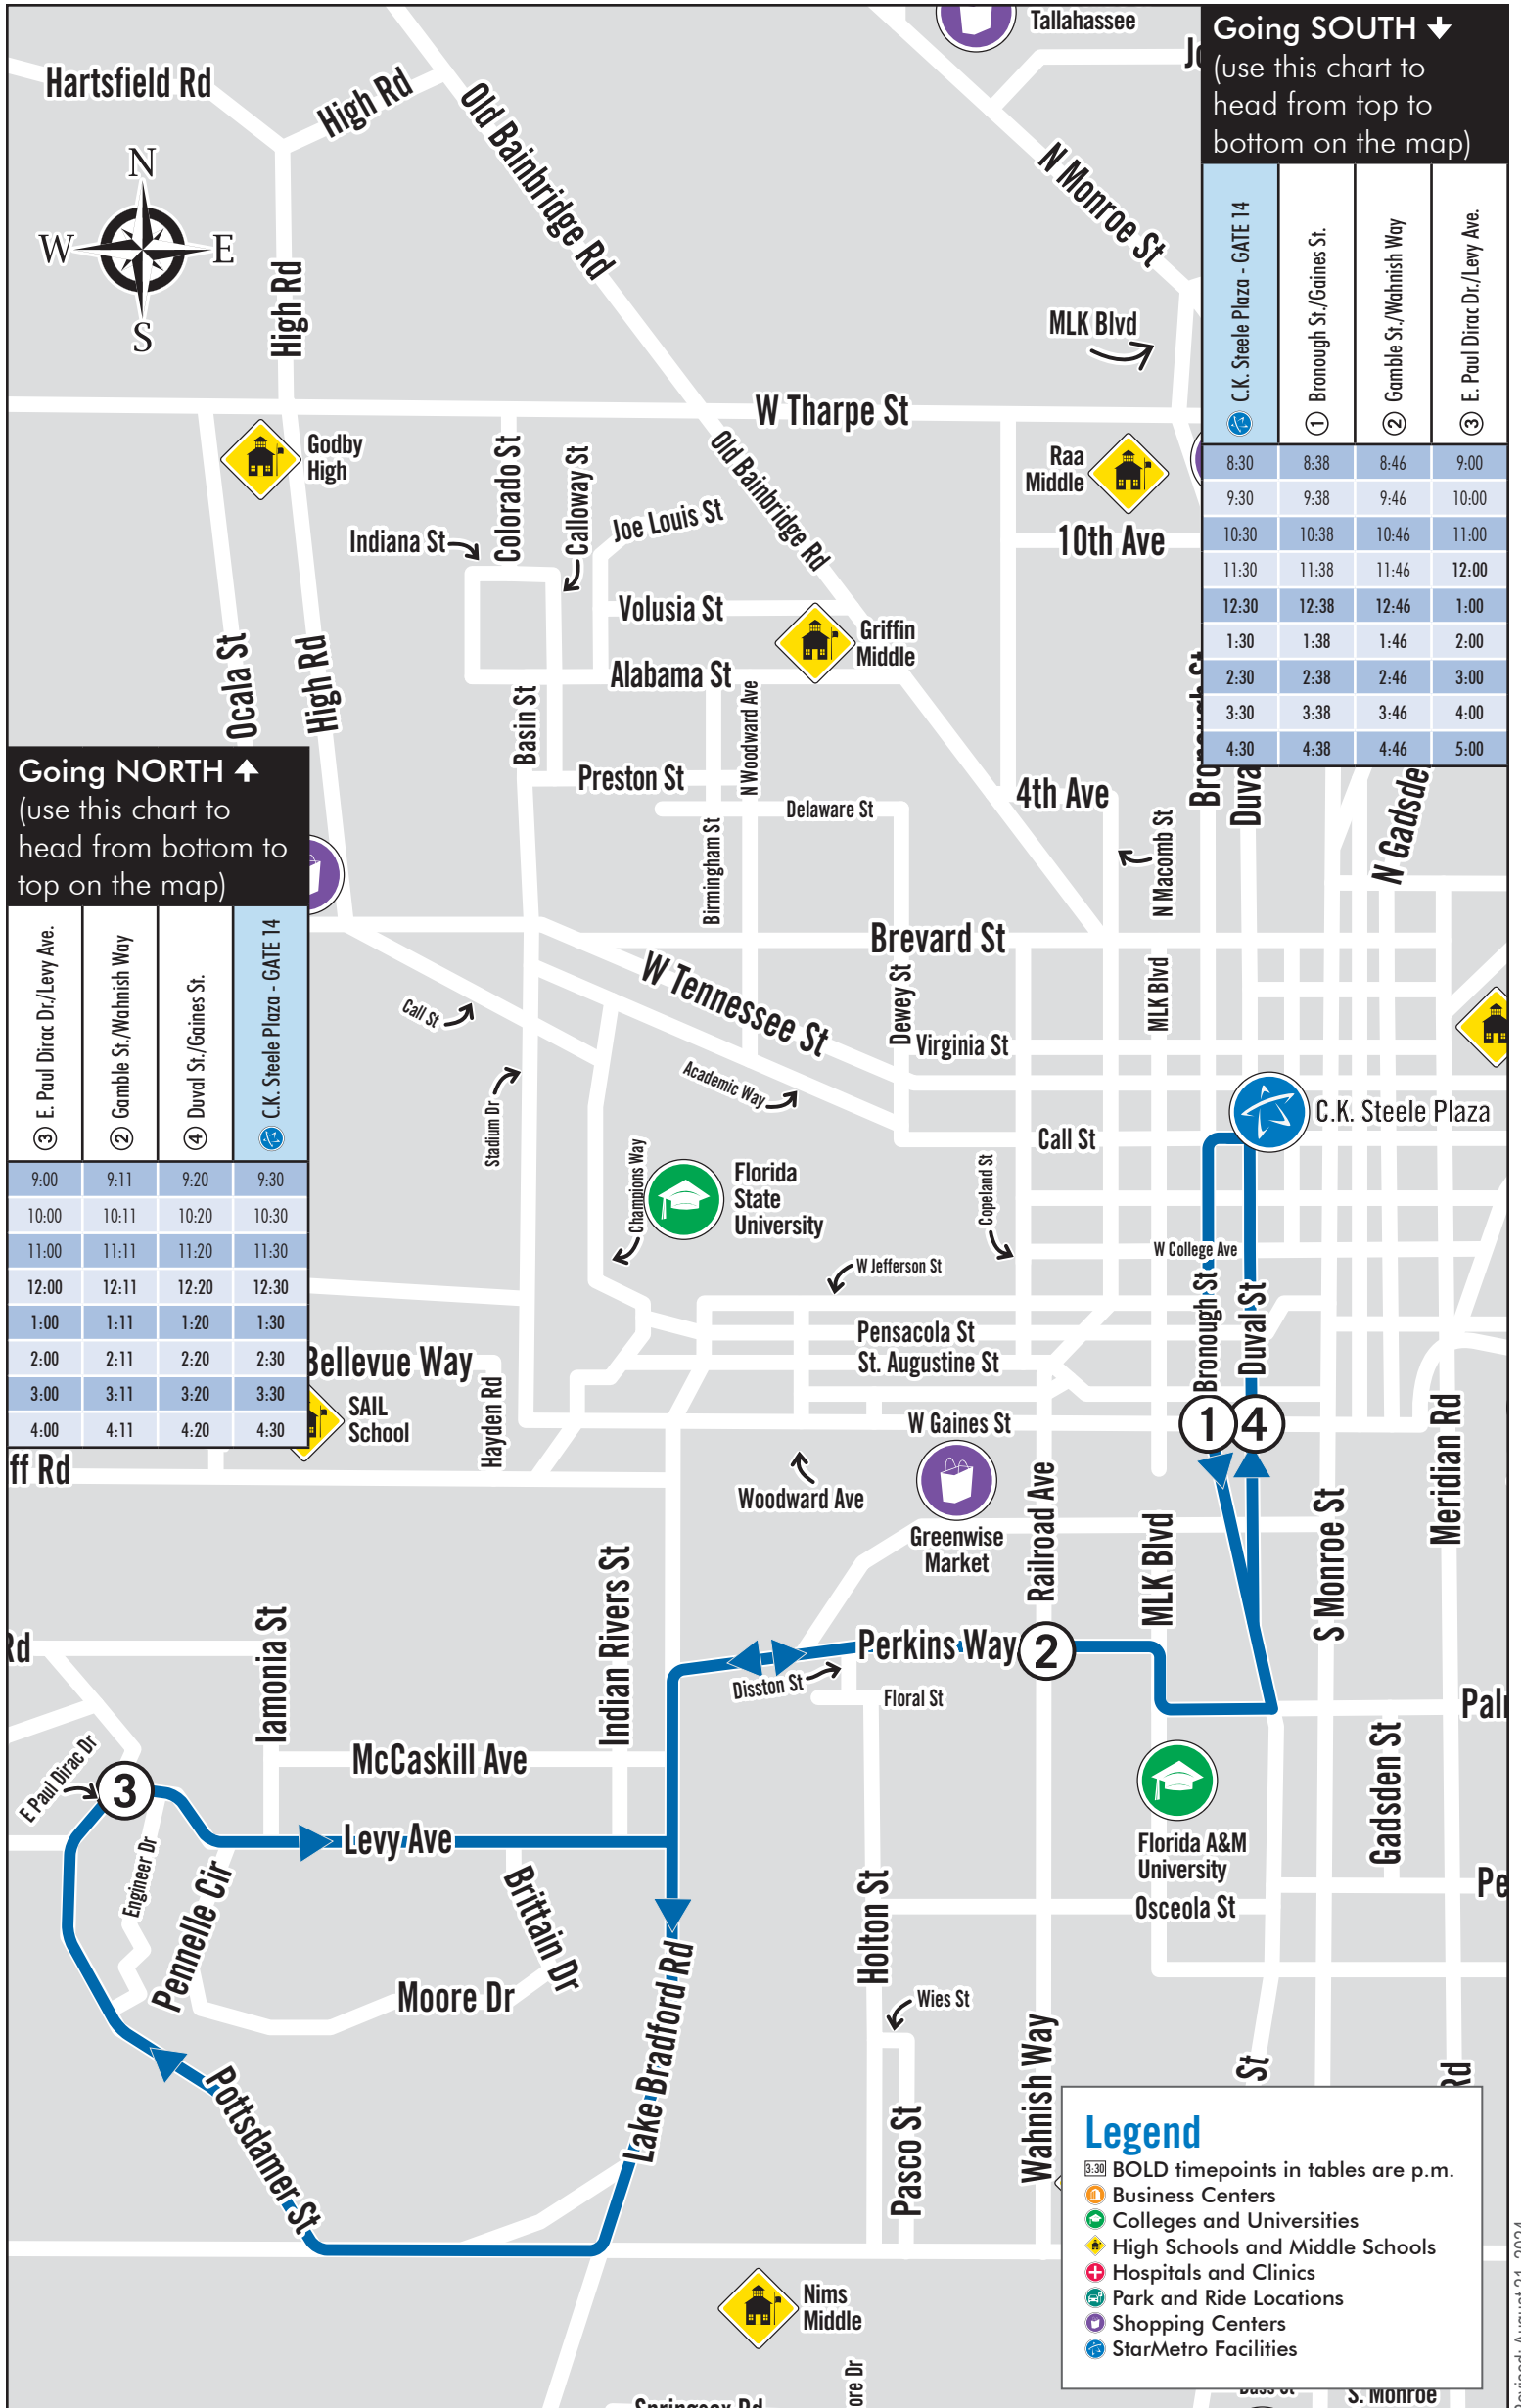 Tallahassee
Going SOUTH
(use this chart to
head from top to
bottom on the map)
C.K. Steele Plaza - GATE 14
1 Bronough St./Gaines St.
2 Gamble St./Wahnish Way
3 E. Paul Dirac Dr./Levy Ave.
8:30 8:38 8:46 9:00
9:30 9:38 9:46 10:00
10:30 10:38 10:46 11:00
11:30 11:38 11:46 12:00
12:30 12:38 12:46 1:00
1:30 1:38 1:46 2:00
2:30 2:38 2:46 3:00
3:30 3:38 3:46 4:00
4:30 4:38 4:46 5:00
Hartsfield Rd
High Rd
Old Bainbridge Rd
N Monroe St
N
W E
S
High Rd
MLK Blvd
W Tharpe St
Godby
High
Colorado St
Calloway St
Old Bainbridge Rd
Raa
Middle
Indiana St
Joe Louis St
10th Ave
Volusia St
Griffin
Middle
Ocala St
High Rd
Alabama St
Basin St
N Woodward Ave
Bronough St
Duval
Going NORTH
(use this chart to
head from bottom to
top on the map)
3 E. Paul Dirac Dr./Levy Ave.
2 Gamble St./Wahnish Way
4 Duval St./Gaines St.
C.K. Steele Plaza - GATE 14
9:00 9:11 9:20 9:30
10:00 10:11 10:20 10:30
11:00 11:11 11:20 11:30
12:00 12:11 12:20 12:30
1:00 1:11 1:20 1:30
2:00 2:11 2:20 2:30
3:00 3:11 3:20 3:30
4:00 4:11 4:20 4:30
Preston St
Delaware St
4th Ave
N Gadsde
Birmingham St
N Macomb St
Brevard St
W Tennessee St
Dewey St
MLK Blvd
Call St
Virginia St
Stadium Dr
Academic Way
C.K. Steele Plaza
Call St
Champions Way
Florida
State
University
Copeland St
W College Ave
W Jefferson St
Bronough St
Duval St
Pensacola St
St. Augustine St
Bellevue Way
SAIL
School
Hayden Rd
W Gaines St
1 4
Meridian Rd
ff Rd
Woodward Ave
Greenwise
Market
Railroad Ave
MLK Blvd
S Monroe St
Rd
Iamonia St
Indian Rivers St
Perkins Way
2
Disston St
Floral St
Pal
E Paul Dirac Dr
3
McCaskill Ave
Gadsden St
Levy Ave
Engineer Dr
Pennelle Cir
Brittain Dr
Florida A&M
University
Holton St
Osceola St
Pe
Moore Dr
Lake Bradford Rd
Wies St
Wahnish Way
St
Rd
Pottsdamer St
Pasco St
Legend
3:30 BOLD timepoints in tables are p.m.
Business Centers
Colleges and Universities
High Schools and Middle Schools
Hospitals and Clinics
Park and Ride Locations
Shopping Centers
StarMetro Facilities
Nims
Middle
ore Dr
S. Monroe